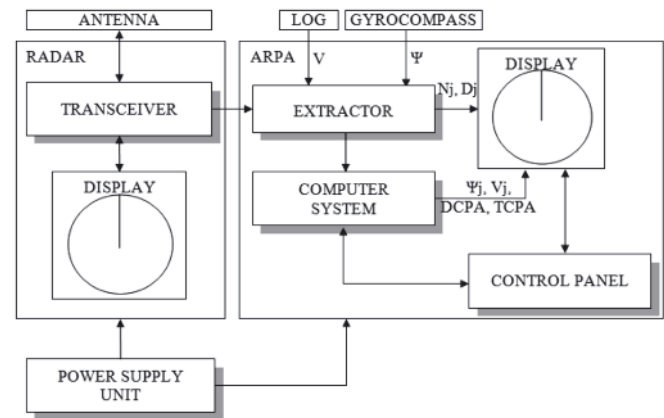 ANTENNA
LOG
GYROCOMPASS
RADAR
ARPA
V
Ψ
DISPLAY
TRANSCEIVER
EXTRACTOR
Nj, Dj
DISPLAY
COMPUTER
SYSTEM
Ψj, Vj,
DCPA, TCPA
CONTROL PANEL
POWER SUPPLY
UNIT